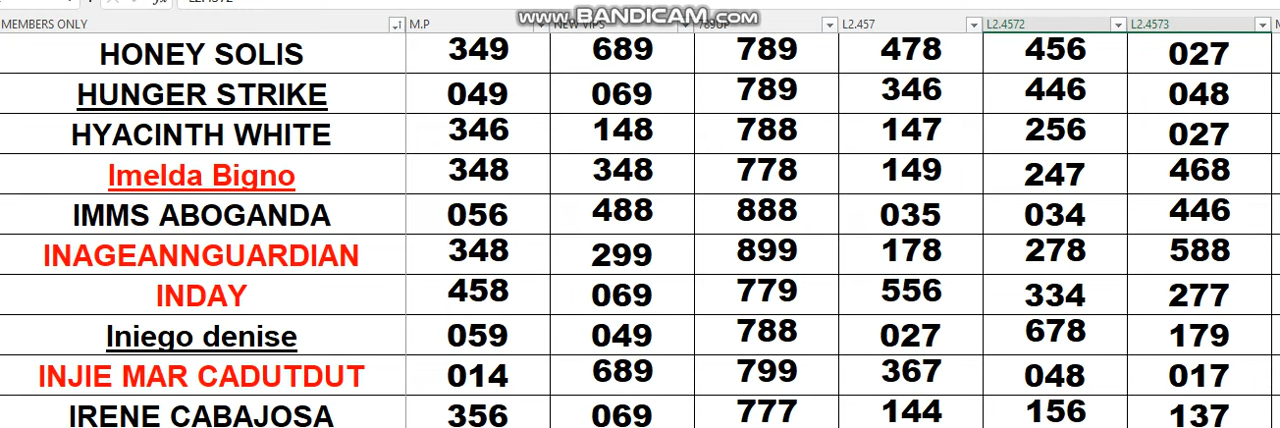 L2.4572
www.BANDICAM.com
MEMBERS ONLY M.P NEW VIPS L2.457 L2.4572 L2.4573
HONEY SOLIS 349 689 789 478 456 027
HUNGER STRIKE 049 069 789 346 446 048
HYACINTH WHITE 346 148 788 147 256 027
Imelda Bigno 348 348 778 149 247 468
IMMS ABOGANDA 056 488 888 035 034 446
INAGEANNGUARDIAN 348 299 899 178 278 588
INDAY 458 069 779 556 334 277
Iniego denise 059 049 788 027 678 179
INJIE MAR CADUTDUT 014 689 799 367 048 017
IRENE CABAJOSA 356 069 777 144 156 137